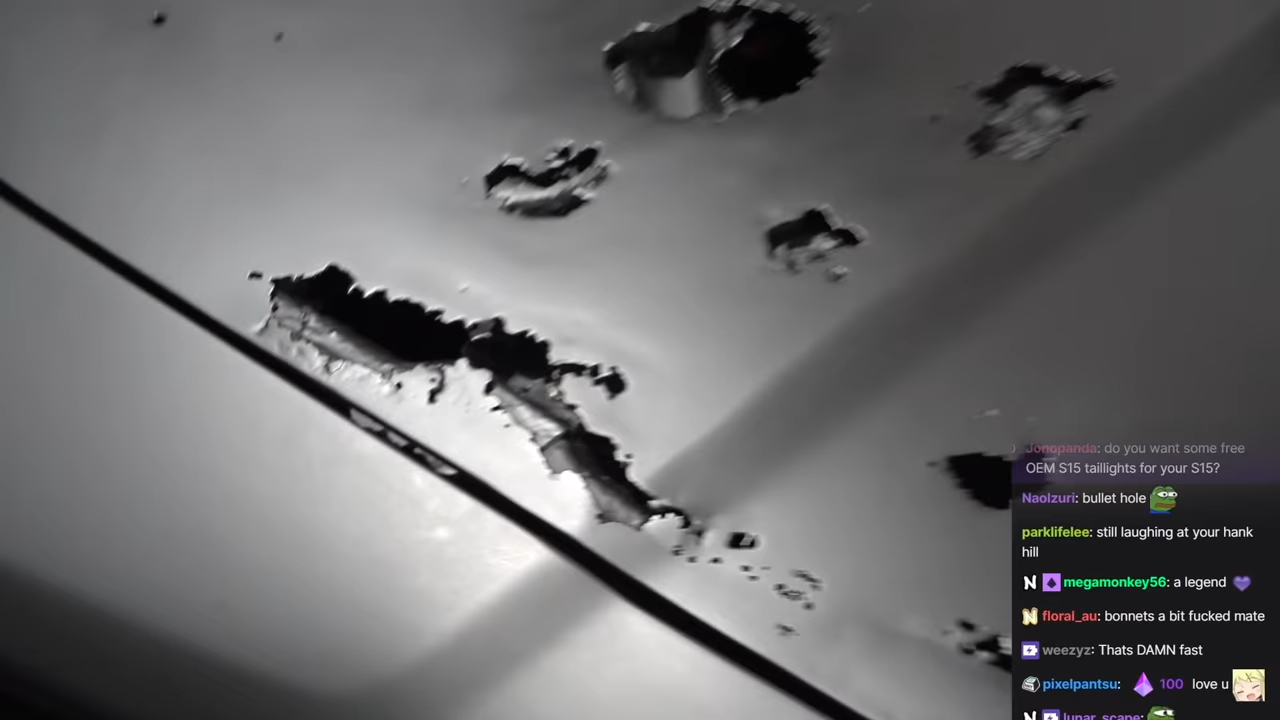 Jonopanda: do you want some free
OEM S15 taillights for your S15?
Naolzuri: bullet hole
parklifelee: still laughing at your hank
hill
megamonkey56: a legend
floral_au: bonnets a bit fucked mate
weezyz: Thats DAMN fast
pixelpantsu: 100 love u
lunar_scape: